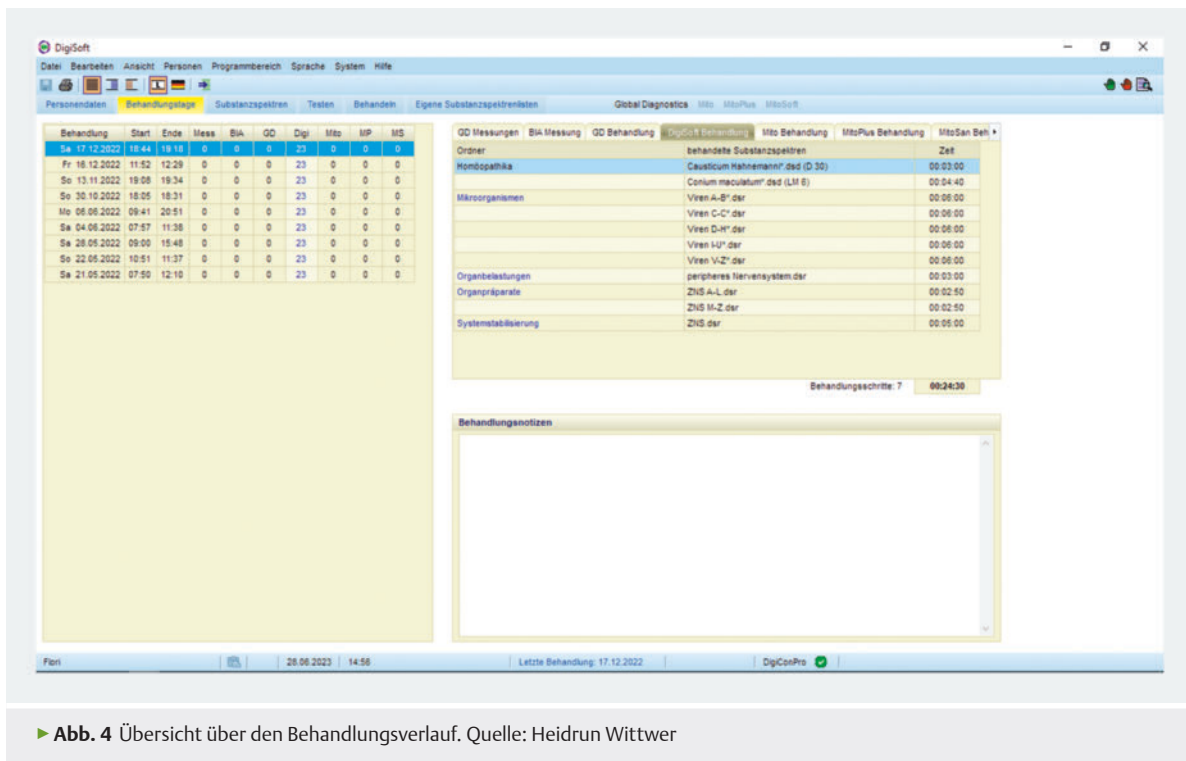 DigiSoft
Datei Bearbeiten Ansicht Personen Programmbereich Sprache System Hilfe
Personendaten Behandlungstage Substanzspektren Testen Behandeln Eigene Substanzspektrenlisten Global Diagnostics Mito MitoPlus MitoSoft
Behandlung Start Ende Mess BIA GD Digi Mito MP MS
Sa 17.12.2022 18:44 19:18 0 0 0 23 0 0 0
Fr 16.12.2022 11:52 12:29 0 0 0 23 0 0 0
So 13.11.2022 19:08 19:34 0 0 0 23 0 0 0
So 30.10.2022 18:05 18:31 0 0 0 23 0 0 0
Mo 06.06.2022 09:41 20:51 0 0 0 23 0 0 0
Sa 04.06.2022 07:57 11:38 0 0 0 23 0 0 0
Sa 28.05.2022 09:00 15:48 0 0 0 23 0 0 0
So 22.05.2022 10:51 11:37 0 0 0 23 0 0 0
Sa 21.05.2022 07:50 12:10 0 0 0 23 0 0 0
GD Messungen BIA Messung GD Behandlung DigiSoft Behandlung Mito Behandlung MitoPlus Behandlung MitoSan Beh
Ordner behandelte Substanzspektren Zeit
Homöopathika Causticum Hahnemanni*.dsd (D 30) 00:03:00
Conium maculatum*.dsd (LM 6) 00:04:40
Mikroorganismen Viren A-B*.dsr 00:06:00
Viren C-C*.dsr 00:06:00
Viren D-H*.dsr 00:06:00
Viren I-U*.dsr 00:06:00
Viren V-Z*.dsr 00:06:00
Organbelastungen peripheres Nervensystem.dsr 00:03:00
Organpräparate ZNS A-L.dsr 00:02:50
ZNS M-Z.dsr 00:02:50
Systemstabilisierung ZNS.dsr 00:05:00
Behandlungsschritte: 7 00:24:30
Behandlungsnotizen
Flori 28.06.2023 14:56 Letzte Behandlung: 17.12.2022 DigiConPro
▶ Abb. 4 Übersicht über den Behandlungsverlauf. Quelle: Heidrun Wittwer